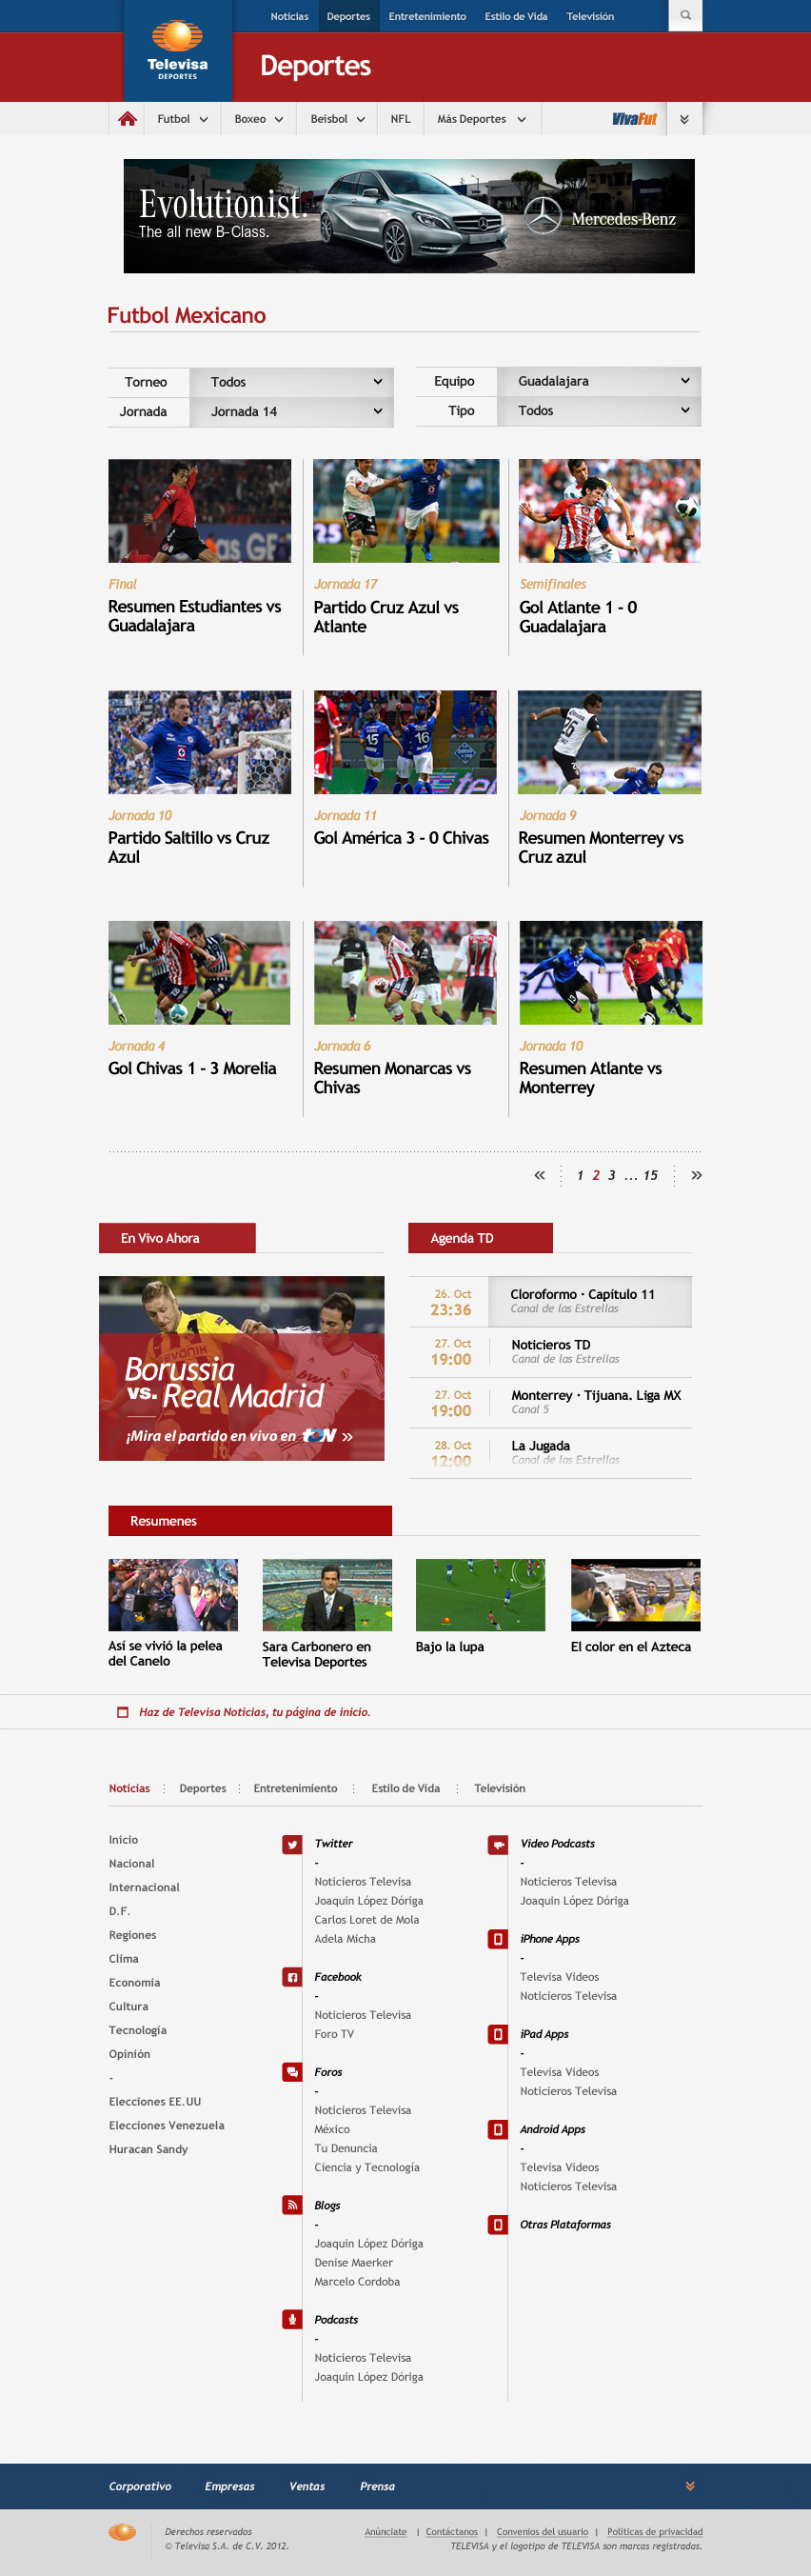 Noticias Deportes Entretenimiento Estilo de Vida Televisión
Televisa
DEPORTES
Deportes
Futbol Boxeo Beísbol NFL Más Deportes VivaFut
Evolutionist.
The all new B-Class.
Mercedes-Benz
Futbol Mexicano
Torneo Todos
Jornada Jornada 14
Equipo Guadalajara
Tipo Todos
Final
Resumen Estudiantes vs
Guadalajara
Jornada 17
Partido Cruz Azul vs
Atlante
Semifinales
Gol Atlante 1 - 0
Guadalajara
Jornada 10
Partido Saltillo vs Cruz
Azul
Jornada 11
Gol América 3 - 0 Chivas
Jornada 9
Resumen Monterrey vs
Cruz azul
Jornada 4
Gol Chivas 1 - 3 Morelia
Jornada 6
Resumen Monarcas vs
Chivas
Jornada 10
Resumen Atlante vs
Monterrey
« 1 2 3 ... 15 »
En Vivo Ahora
Borussia
vs. Real Madrid
¡Mira el partido en vivo en tdn »
Agenda TD
26. Oct
23:36
Cloroformo · Capítulo 11
Canal de las Estrellas
27. Oct
19:00
Noticieros TD
Canal de las Estrellas
27. Oct
19:00
Monterrey · Tijuana. Liga MX
Canal 5
28. Oct
12:00
La Jugada
Canal de las Estrellas
Resumenes
Así se vivió la pelea
del Canelo
Sara Carbonero en
Televisa Deportes
Bajo la lupa
El color en el Azteca
Haz de Televisa Noticias, tu página de inicio.
Noticias Deportes Entretenimiento Estilo de Vida Televisión
Inicio
Nacional
Internacional
D.F.
Regiones
Clima
Economía
Cultura
Tecnología
Opinión
-
Elecciones EE.UU
Elecciones Venezuela
Huracan Sandy
Twitter
-
Noticieros Televisa
Joaquin López Dóriga
Carlos Loret de Mola
Adela Micha
Facebook
-
Noticieros Televisa
Foro TV
Foros
-
Noticieros Televisa
México
Tu Denuncia
Ciencia y Tecnología
Blogs
-
Joaquin López Dóriga
Denise Maerker
Marcelo Cordoba
Podcasts
-
Noticieros Televisa
Joaquin López Dóriga
Video Podcasts
-
Noticieros Televisa
Joaquin López Dóriga
iPhone Apps
-
Televisa Videos
Noticieros Televisa
iPad Apps
-
Televisa Videos
Noticieros Televisa
Android Apps
-
Televisa Videos
Noticieros Televisa
Otras Plataformas
Corporativo Empresas Ventas Prensa
Derechos reservados
© Televisa S.A. de C.V. 2012.
Anúnciate | Contáctanos | Convenios del usuario | Políticas de privacidad
TELEVISA y el logotipo de TELEVISA son marcas registradas.